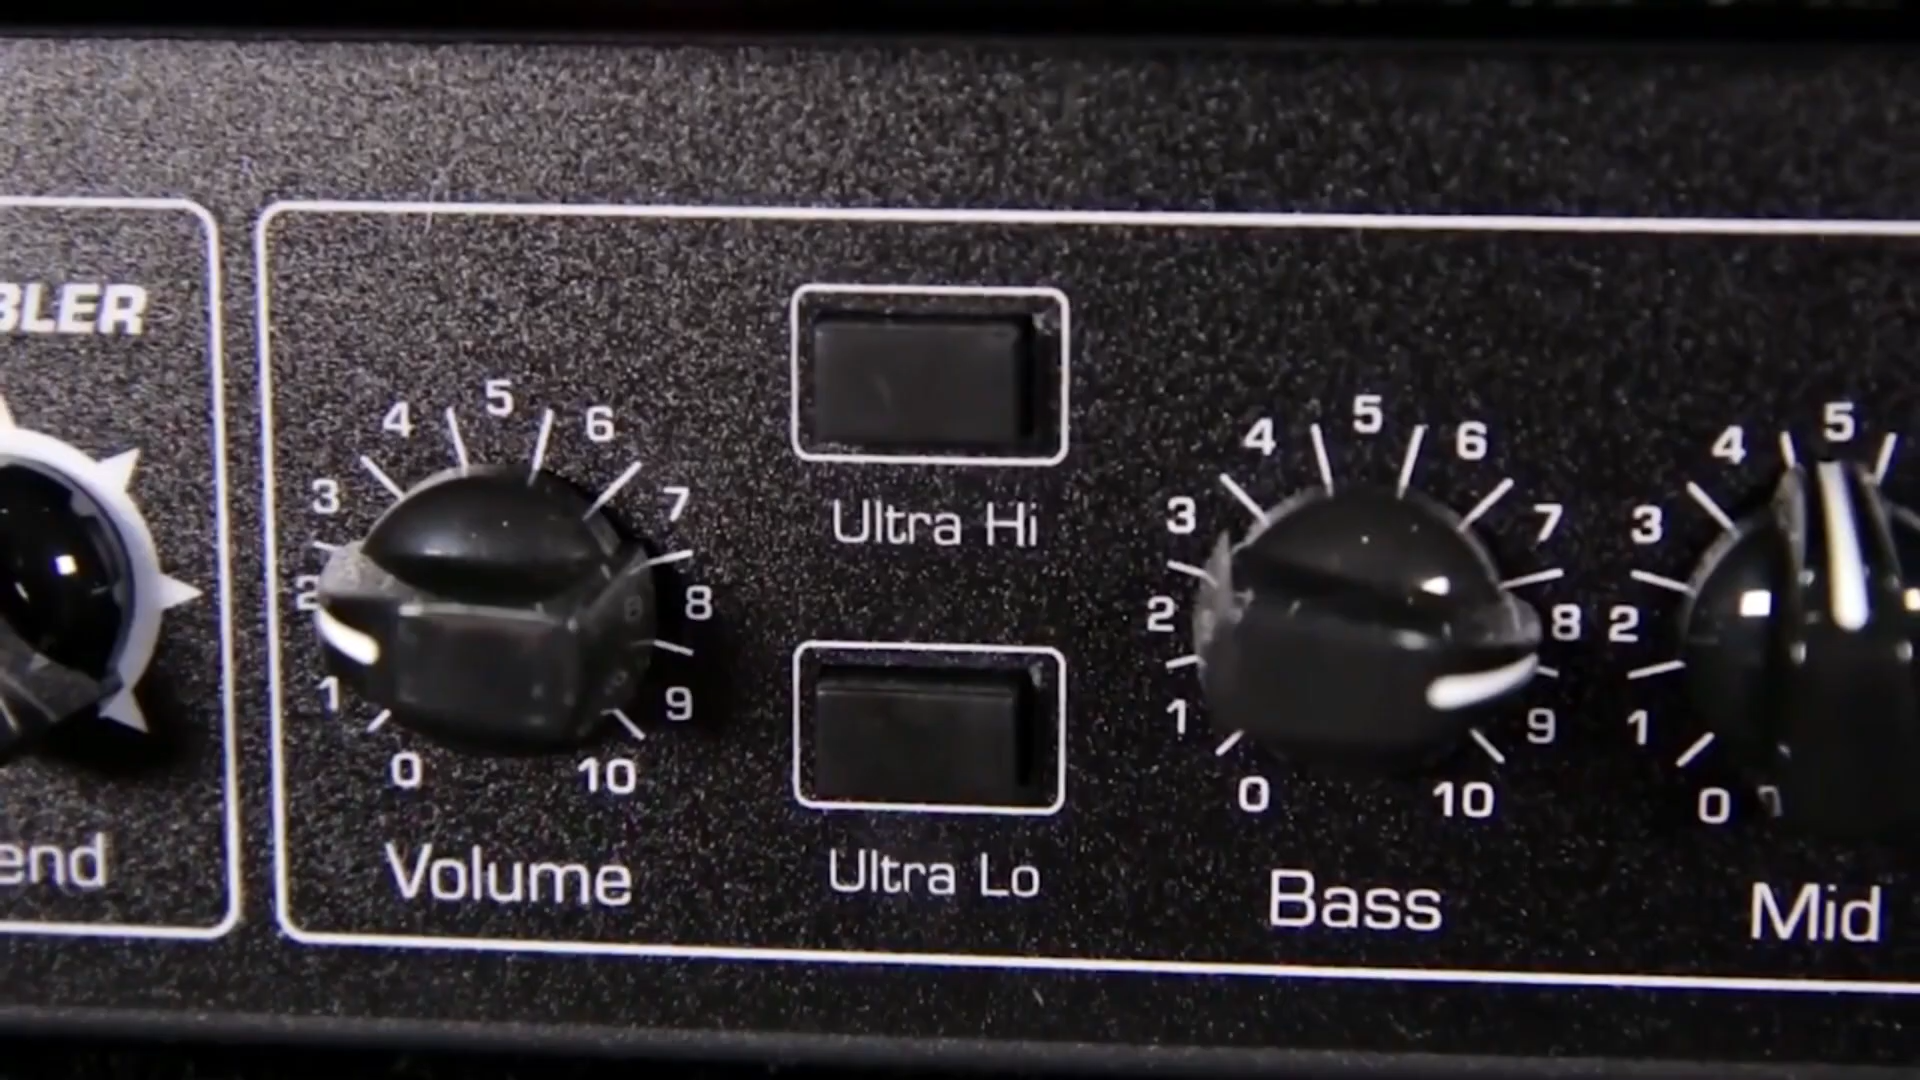 BLER
end
4 5 6
3 7
2 8
1 9
0 10
Volume
Ultra Hi
Ultra Lo
4 5 6
3 7
2 8
1 9
0 10
Bass
4 5
3
2
1
0
Mid